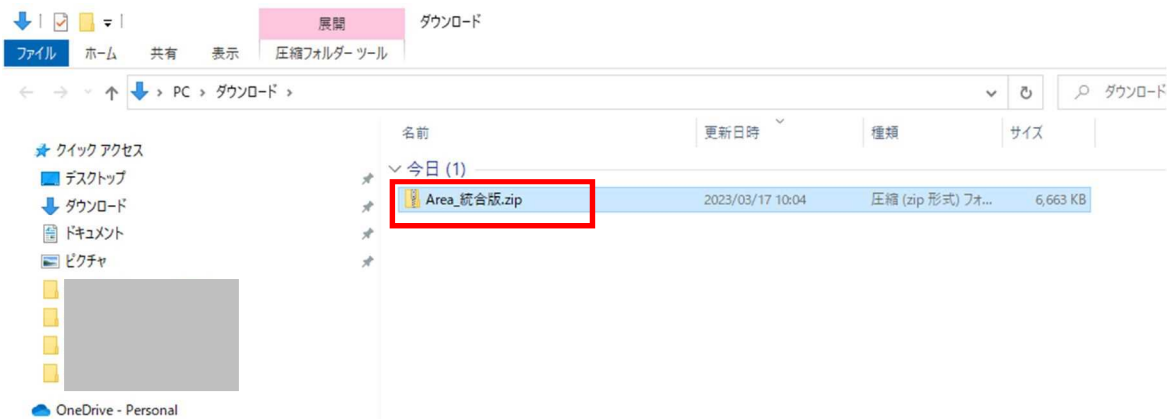 展開
ダウンロード
ファイル ホーム 共有 表示 圧縮フォルダー ツール
PC › ダウンロード ›
ダウンロード
名前 更新日時 種類 サイズ
クイック アクセス
今日 (1)
デスクトップ
Area_統合版.zip 2023/03/17 10:04 圧縮 (zip 形式) フォ... 6,663 KB
ダウンロード
ドキュメント
ピクチャ
OneDrive - Personal